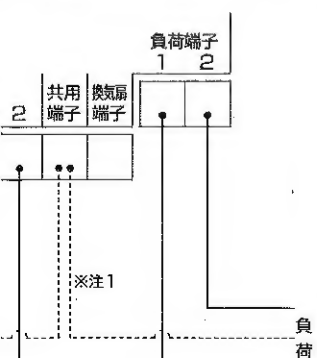 負荷端子
1 2
共用 換気扇
2 端子 端子
※注1
負
荷